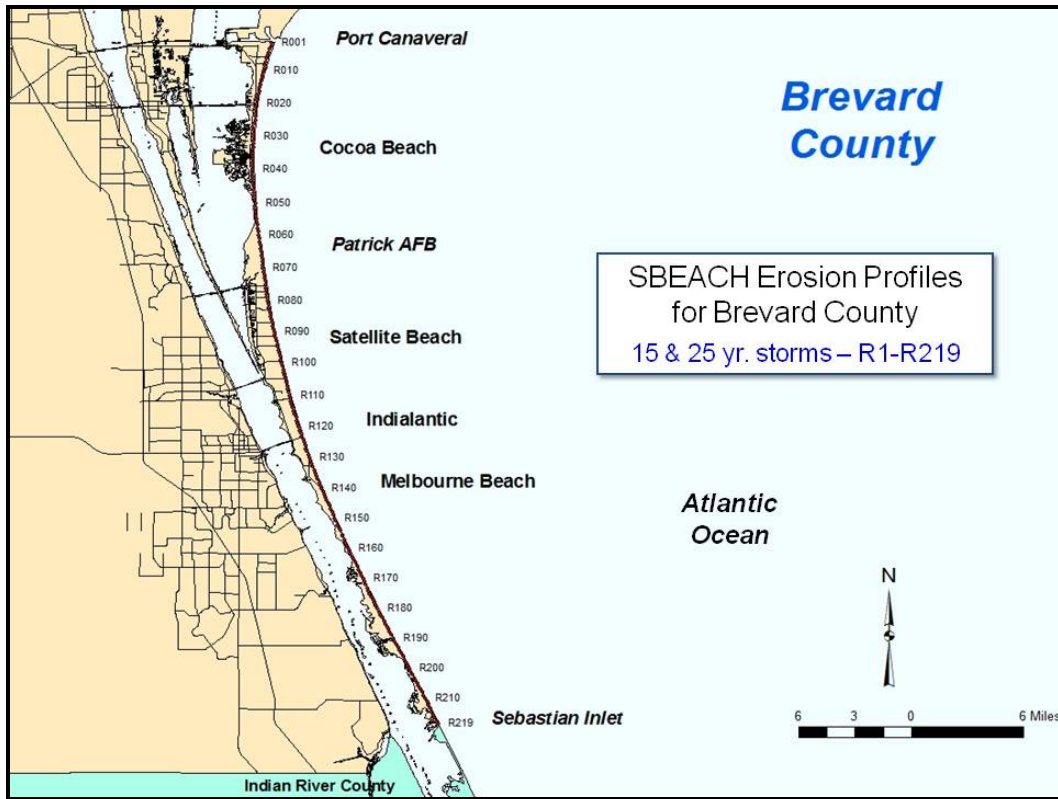 R001
Port Canaveral
R010
Brevard
County
R020
R030
Cocoa Beach
R040
R050
R060
Patrick AFB
R070
SBEACH Erosion Profiles
for Brevard County
15 & 25 yr. storms – R1-R219
R080
R090
Satellite Beach
R100
R110
Indialantic
R120
R130
Melbourne Beach
R140
Atlantic
Ocean
R150
R160
R170
N
R180
R190
R200
R210
Sebastian Inlet
R219
6 3 0 6 Miles
Indian River County